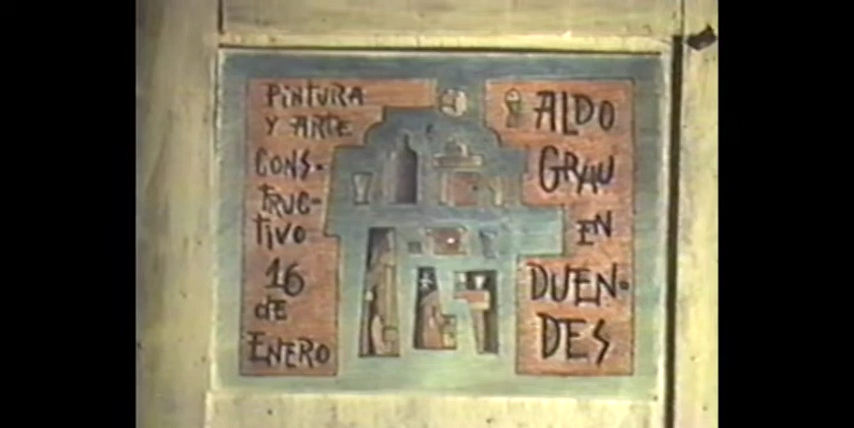 PINTURA
Y ARTE
CONS-
TRUC-
TIVO
16
DE
ENERO
ALDO
GRAU
EN
DUEN-
DES